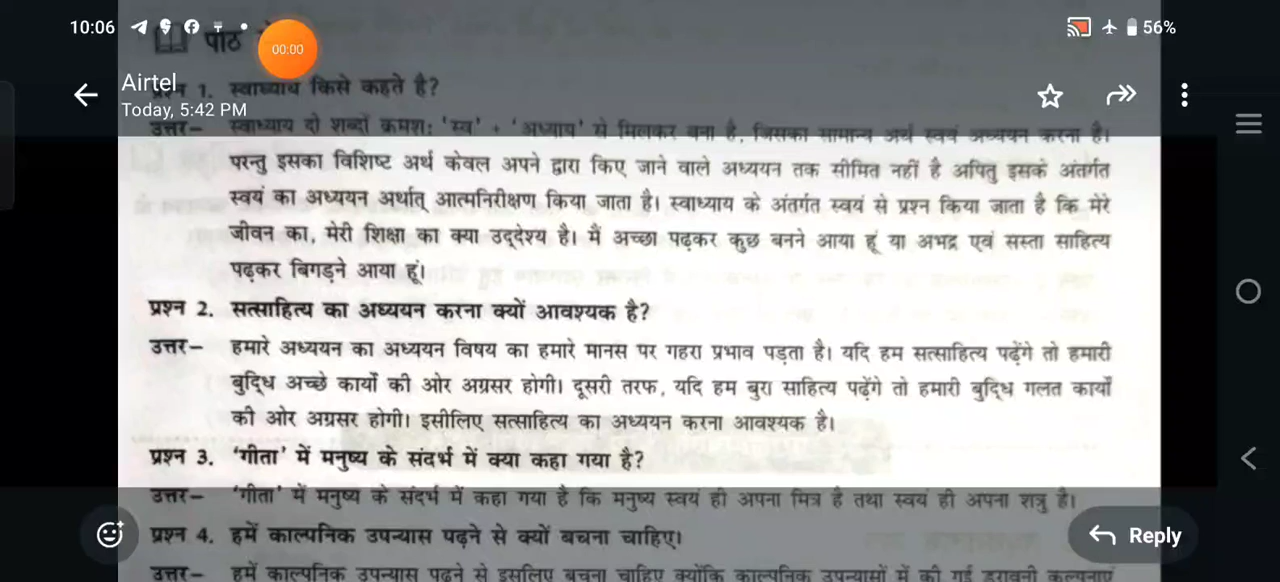 10:06
56%
पाठ
00:00
Airtel
Today, 5:42 PM
प्रश्न 1. स्वाध्याय किसे कहते है?
उत्तर– स्वाध्याय दो शब्दों क्रमश: 'स्व' + 'अध्याय' से मिलकर बना है, जिसका सामान्य अर्थ स्वयं अध्ययन करना है।
परन्तु इसका विशिष्ट अर्थ केवल अपने द्वारा किए जाने वाले अध्ययन तक सीमित नहीं है अपितु इसके अंतर्गत
स्वयं का अध्ययन अर्थात् आत्मनिरीक्षण किया जाता है। स्वाध्याय के अंतर्गत स्वयं से प्रश्न किया जाता है कि मेरे
जीवन का, मेरी शिक्षा का क्या उद्देश्य है। मैं अच्छा पढ़कर कुछ बनने आया हूं या अभद्र एवं सस्ता साहित्य
पढ़कर बिगड़ने आया हूं।
प्रश्न 2. सत्साहित्य का अध्ययन करना क्यों आवश्यक है?
उत्तर– हमारे अध्ययन का अध्ययन विषय का हमारे मानस पर गहरा प्रभाव पड़ता है। यदि हम सत्साहित्य पढ़ेंगे तो हमारी
बुद्धि अच्छे कार्यों की ओर अग्रसर होगी। दूसरी तरफ, यदि हम बुरा साहित्य पढ़ेंगे तो हमारी बुद्धि गलत कार्यों
की ओर अग्रसर होगी। इसीलिए सत्साहित्य का अध्ययन करना आवश्यक है।
प्रश्न 3. 'गीता' में मनुष्य के संदर्भ में क्या कहा गया है?
उत्तर– 'गीता' में मनुष्य के संदर्भ में कहा गया है कि मनुष्य स्वयं ही अपना मित्र है तथा स्वयं ही अपना शत्रु है।
प्रश्न 4. हमें काल्पनिक उपन्यास पढ़ने से क्यों बचना चाहिए।
Reply
उत्तर– हमें काल्पनिक उपन्यास पढ़ने से इसलिए बचना चाहिए क्योंकि काल्पनिक उपन्यासों में की गई डरावनी कल्पनाएं